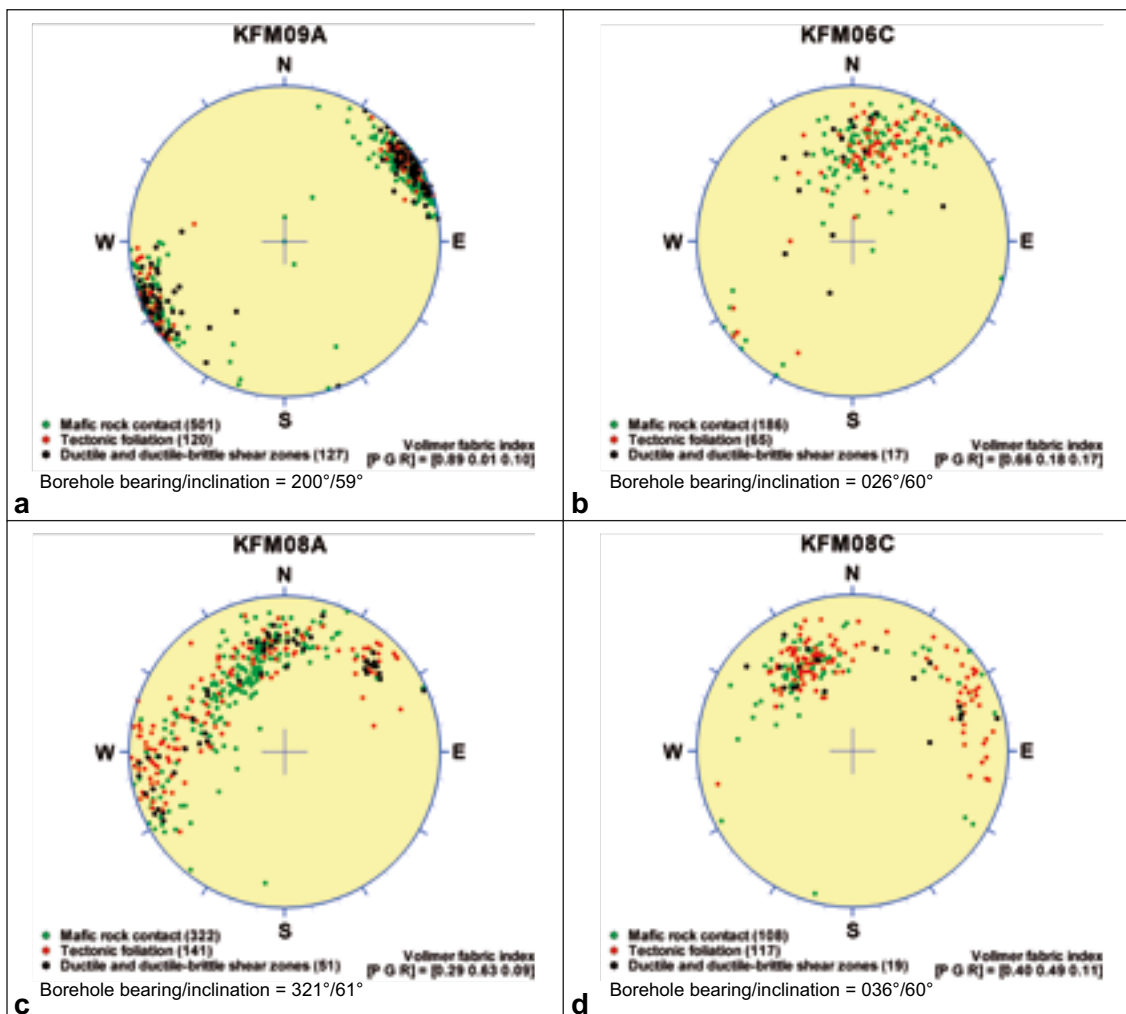 KFM09A
N
W
E
S
Mafic rock contact (501)
Tectonic foliation (120)
Ductile and ductile-brittle shear zones (127)
Vollmer fabric index
[P G R] = [0.89 0.01 0.10]
Borehole bearing/inclination = 200°/59°
a
KFM06C
N
W
E
S
Mafic rock contact (186)
Tectonic foliation (65)
Ductile and ductile-brittle shear zones (17)
Vollmer fabric index
[P G R] = [0.66 0.18 0.17]
Borehole bearing/inclination = 026°/60°
b
KFM08A
N
W
E
S
Mafic rock contact (322)
Tectonic foliation (141)
Ductile and ductile-brittle shear zones (51)
Vollmer fabric index
[P G R] = [0.29 0.63 0.09]
Borehole bearing/inclination = 321°/61°
c
KFM08C
N
W
E
S
Mafic rock contact (108)
Tectonic foliation (117)
Ductile and ductile-brittle shear zones (19)
Vollmer fabric index
[P G R] = [0.40 0.49 0.11]
Borehole bearing/inclination = 036°/60°
d